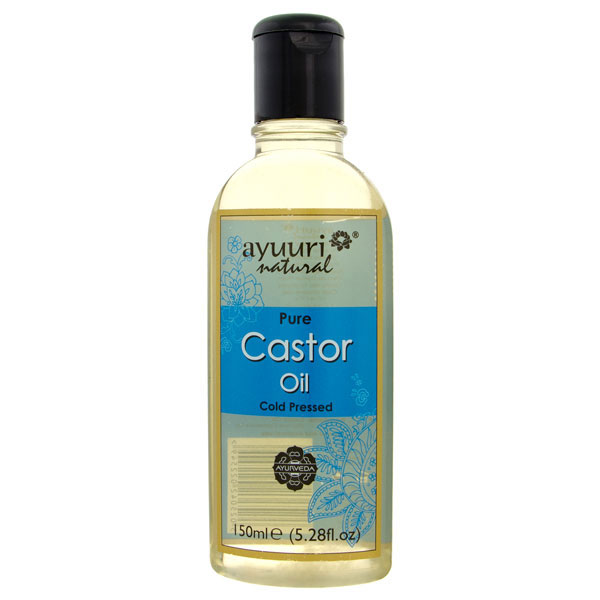 ayuuri ®
natural
Pure
Castor
Oil
Cold Pressed
AYURVEDA
150ml℮ (5.28fl.oz)